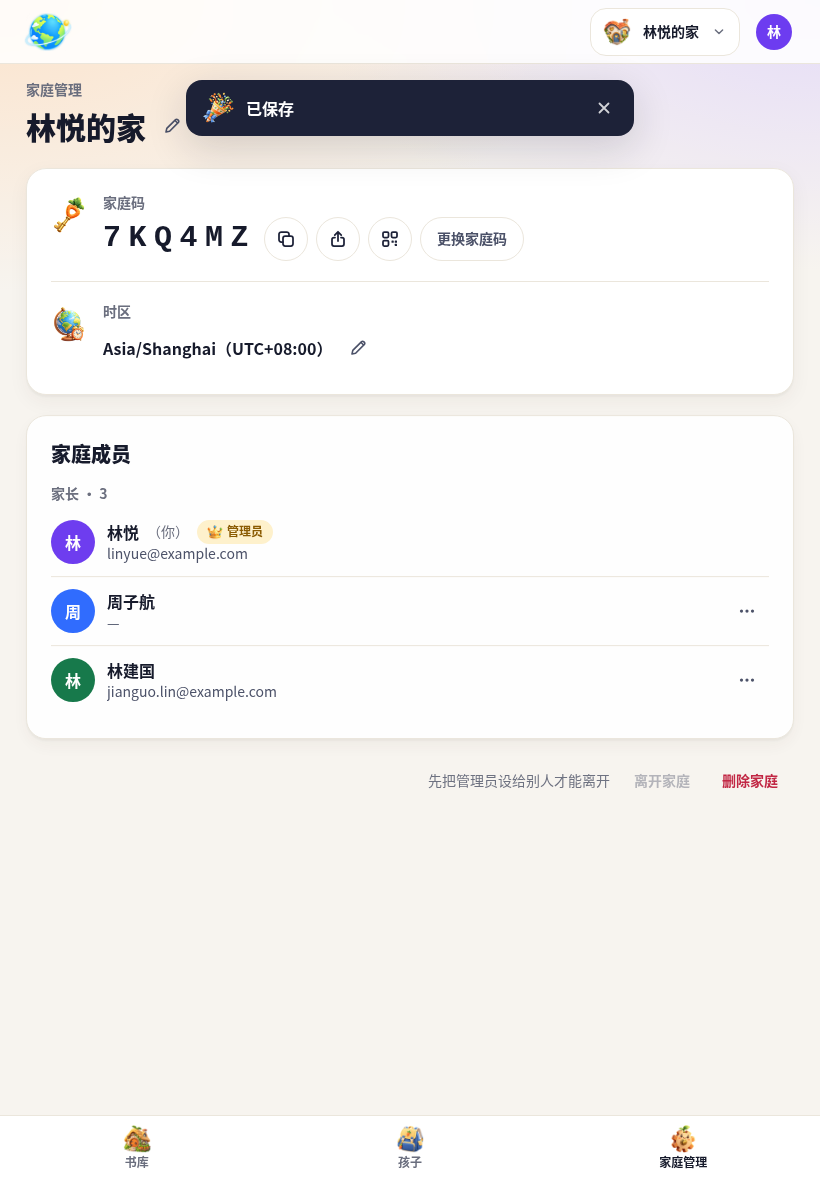 林悦的家
林
家庭管理
林悦的家
已保存
家庭码
7KQ4MZ
更换家庭码
时区
Asia/Shanghai（UTC+08:00）
家庭成员
家长 · 3
林
林悦 （你） 管理员
linyue@example.com
周
周子航
—
林
林建国
jianguo.lin@example.com
先把管理员设给别人才能离开 离开家庭 删除家庭
书库
孩子
家庭管理